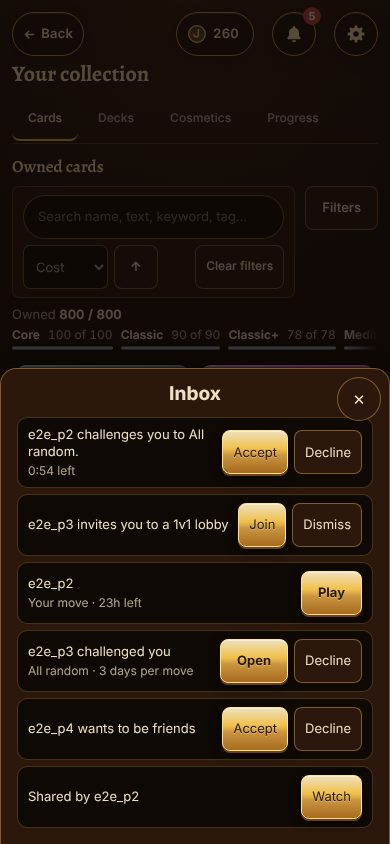 ← Back
J 260
5
Your collection
Cards Decks Cosmetics Progress
Owned cards
Search name, text, keyword, tag...
Filters
Cost ↑ Clear filters
Owned 800 / 800
Core 100 of 100 Classic 90 of 90 Classic+ 78 of 78
Inbox
×
e2e_p2 challenges you to All
random.
0:54 left
Accept Decline
e2e_p3 invites you to a 1v1 lobby
Join Dismiss
e2e_p2
Your move · 23h left
Play
e2e_p3 challenged you
All random · 3 days per move
Open Decline
e2e_p4 wants to be friends
Accept Decline
Shared by e2e_p2
Watch